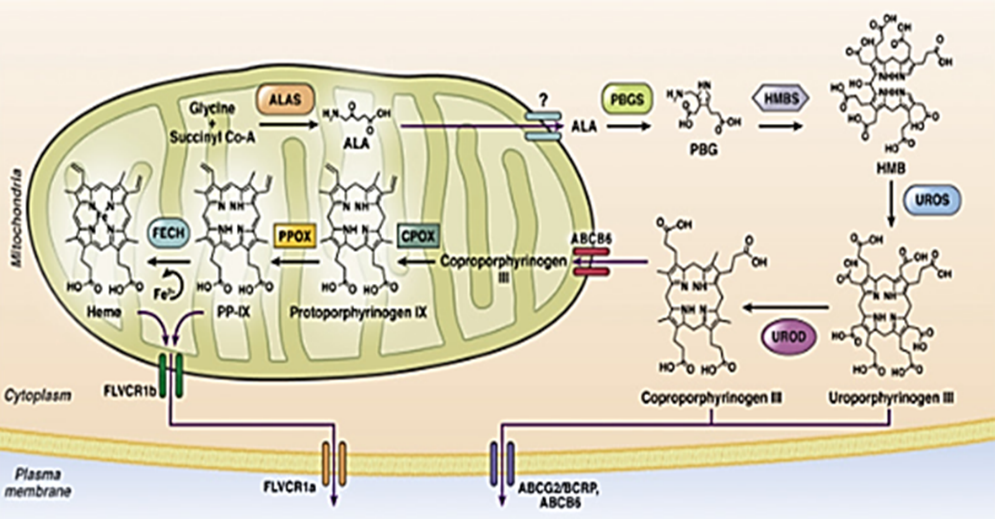 Mitochondria
Glycine
+
Succinyl Co-A
ALAS
ALA
?
ALA
PBGS
PBG
HMBS
HMB
UROS
Uroporphyrinogen III
UROD
Coproporphyrinogen III
ABCB6
Coproporphyrinogen
III
CPOX
Protoporphyrinogen IX
PPOX
PP-IX
FECH
Fe²⁺
Heme
FLVCR1b
Cytoplasm
FLVCR1a
ABCG2/BCRP,
ABCB6
Plasma
membrane